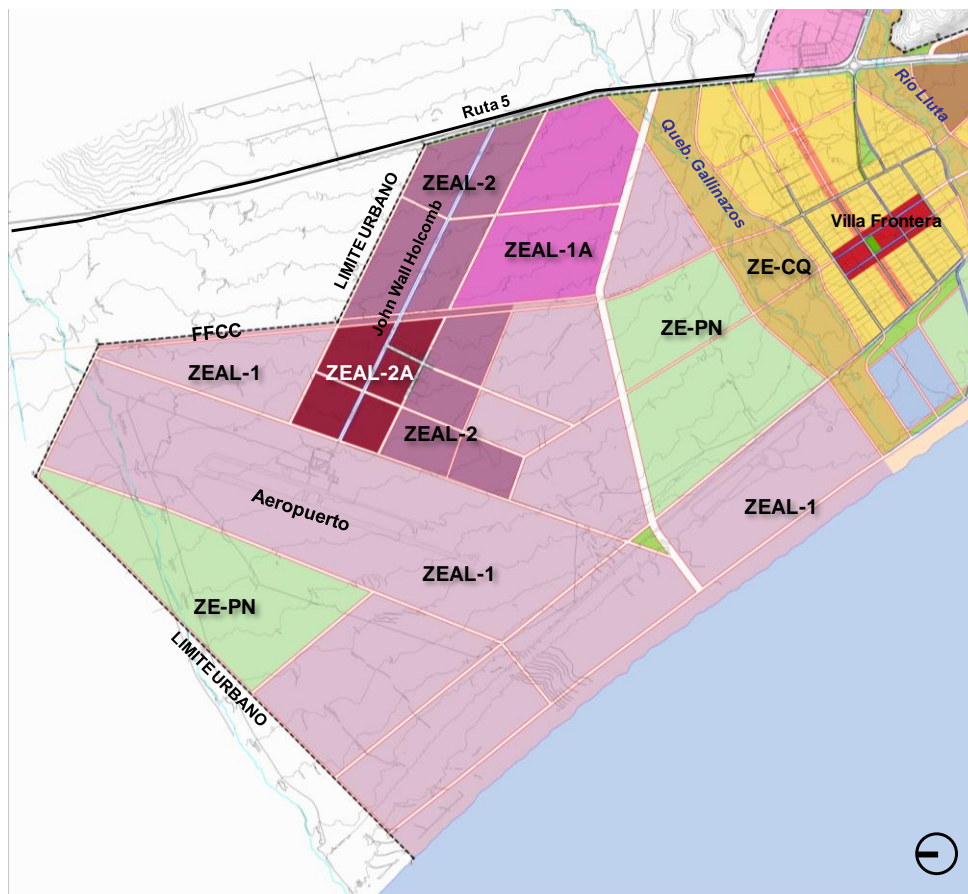 Ruta 5
Río Lluta
Queb. Gallinazos
ZEAL-2
LIMITE URBANO
John Wall Holcomb
Villa Frontera
ZEAL-1A
ZE-CQ
FFCC
ZE-PN
ZEAL-1
ZEAL-2A
ZEAL-2
Aeropuerto
ZEAL-1
ZEAL-1
ZE-PN
LIMITE URBANO